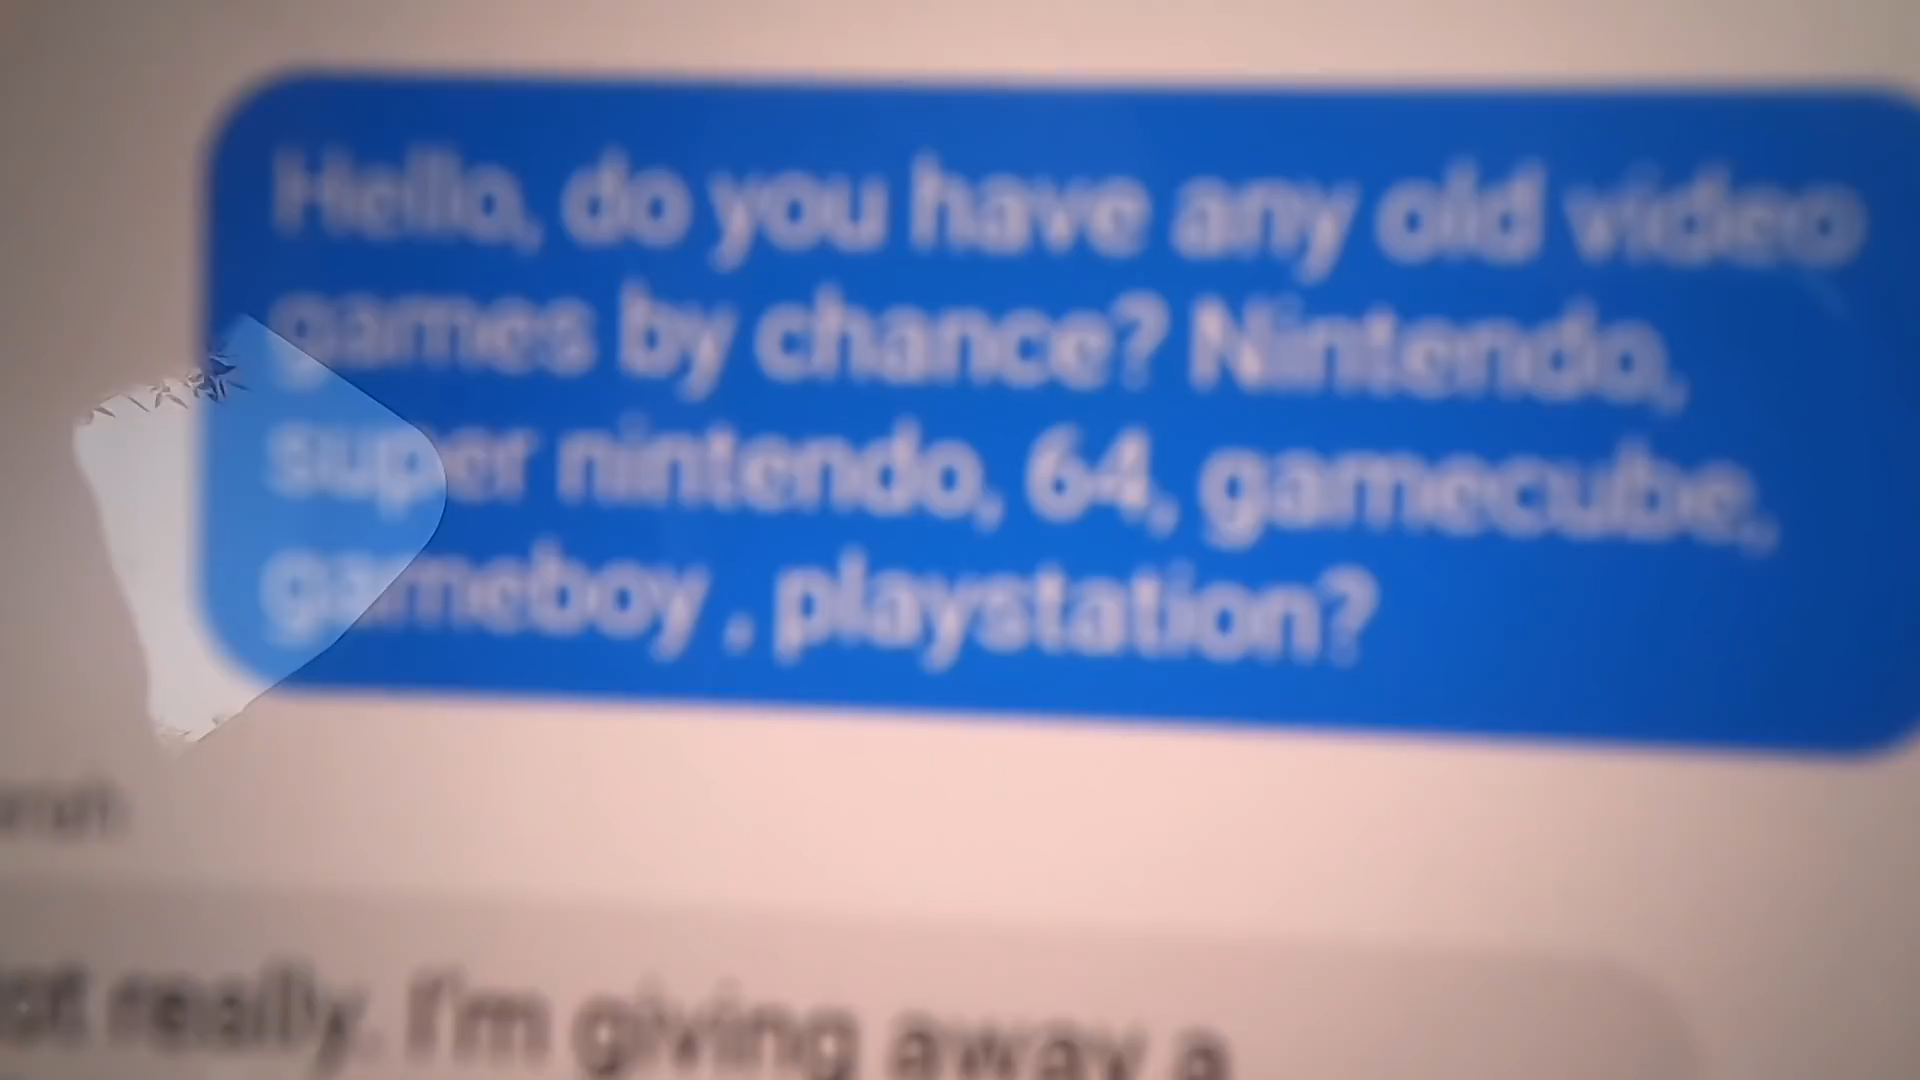 Hello, do you have any old video
games by chance? Nintendo,
super nintendo, 64, gamecube,
gameboy , playstation?
really. I'm giving away a